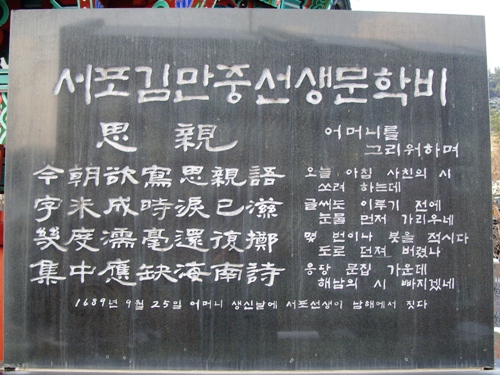 서포김만중선생문학비
思親
今朝欲寫思親語
字未成時淚已滋
幾度濡毫還復擲
集中應缺海南詩
어머니를
그리워하며
오늘 아침 사친의 시
쓰려 하는데
글씨도 이루기 전에
눈물 먼저 가리우네
몇 번이나 붓을 적시다
도로 던져 버렸나
응당 문집 가운데
해남의 시 빠지겠네
1689년 9월 25일 어머니 생신날에 서포선생이 남해에서 짓다